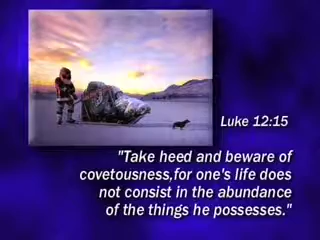 Luke 12:15
"Take heed and beware of
covetousness,for one's life does
not consist in the abundance
of the things he possesses."